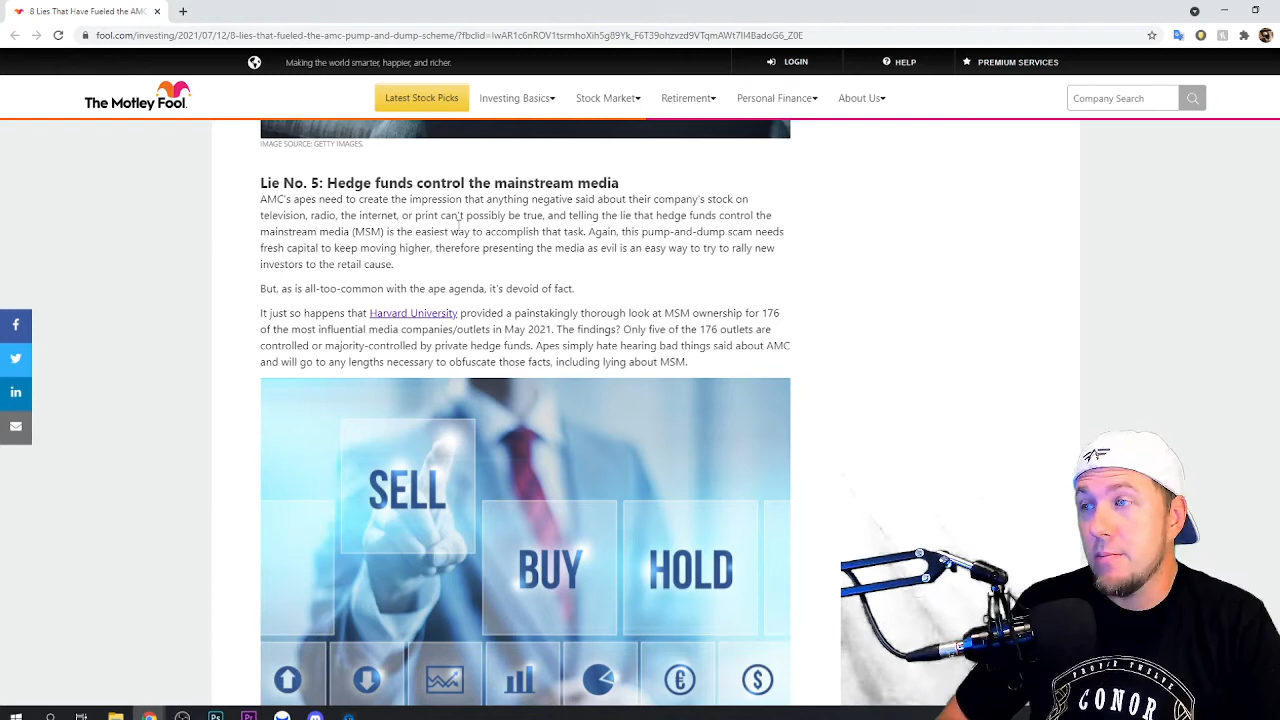 8 Lies That Have Fueled the AMC
fool.com/investing/2021/07/12/8-lies-that-fueled-the-amc-pump-and-dump-scheme/?fbclid=
Making the world smarter, happier, and richer.
LOGIN
HELP
PREMIUM SERVICES
The Motley Fool.
Latest Stock Picks
Investing Basics
Stock Market
Retirement
Personal Finance
About Us
Company Search
IMAGE SOURCE: GETTY IMAGES.
Lie No. 5: Hedge funds control the mainstream media
AMC's apes need to create the impression that anything negative said about their company's stock on
television, radio, the internet, or print can't possibly be true, and telling the lie that hedge funds control the
mainstream media (MSM) is the easiest way to accomplish that task. Again, this pump-and-dump scam needs
fresh capital to keep moving higher, therefore presenting the media as evil is an easy way to try to rally new
investors to the retail cause.
But, as is all-too-common with the ape agenda, it's devoid of fact.
It just so happens that Harvard University provided a painstakingly thorough look at MSM ownership for 176
of the most influential media companies/outlets in May 2021. The findings? Only five of the 176 outlets are
controlled or majority-controlled by private hedge funds. Apes simply hate hearing bad things said about AMC
and will go to any lengths necessary to obfuscate those facts, including lying about MSM.
SELL
BUY
HOLD
€
$
CONOR
Ps
Pr